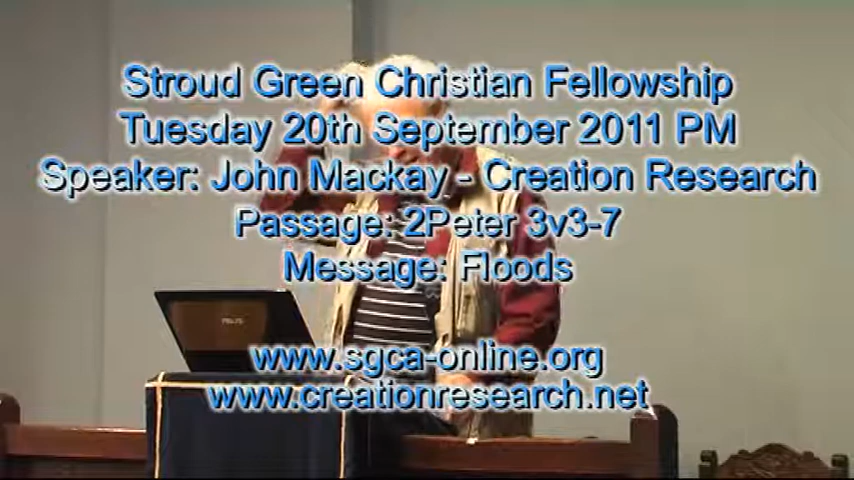 Stroud Green Christian Fellowship
Tuesday 20th September 2011 PM
Speaker: John Mackay - Creation Research
Passage: 2Peter 3v3-7
Message: Floods
www.sgca-online.org
www.creationresearch.net